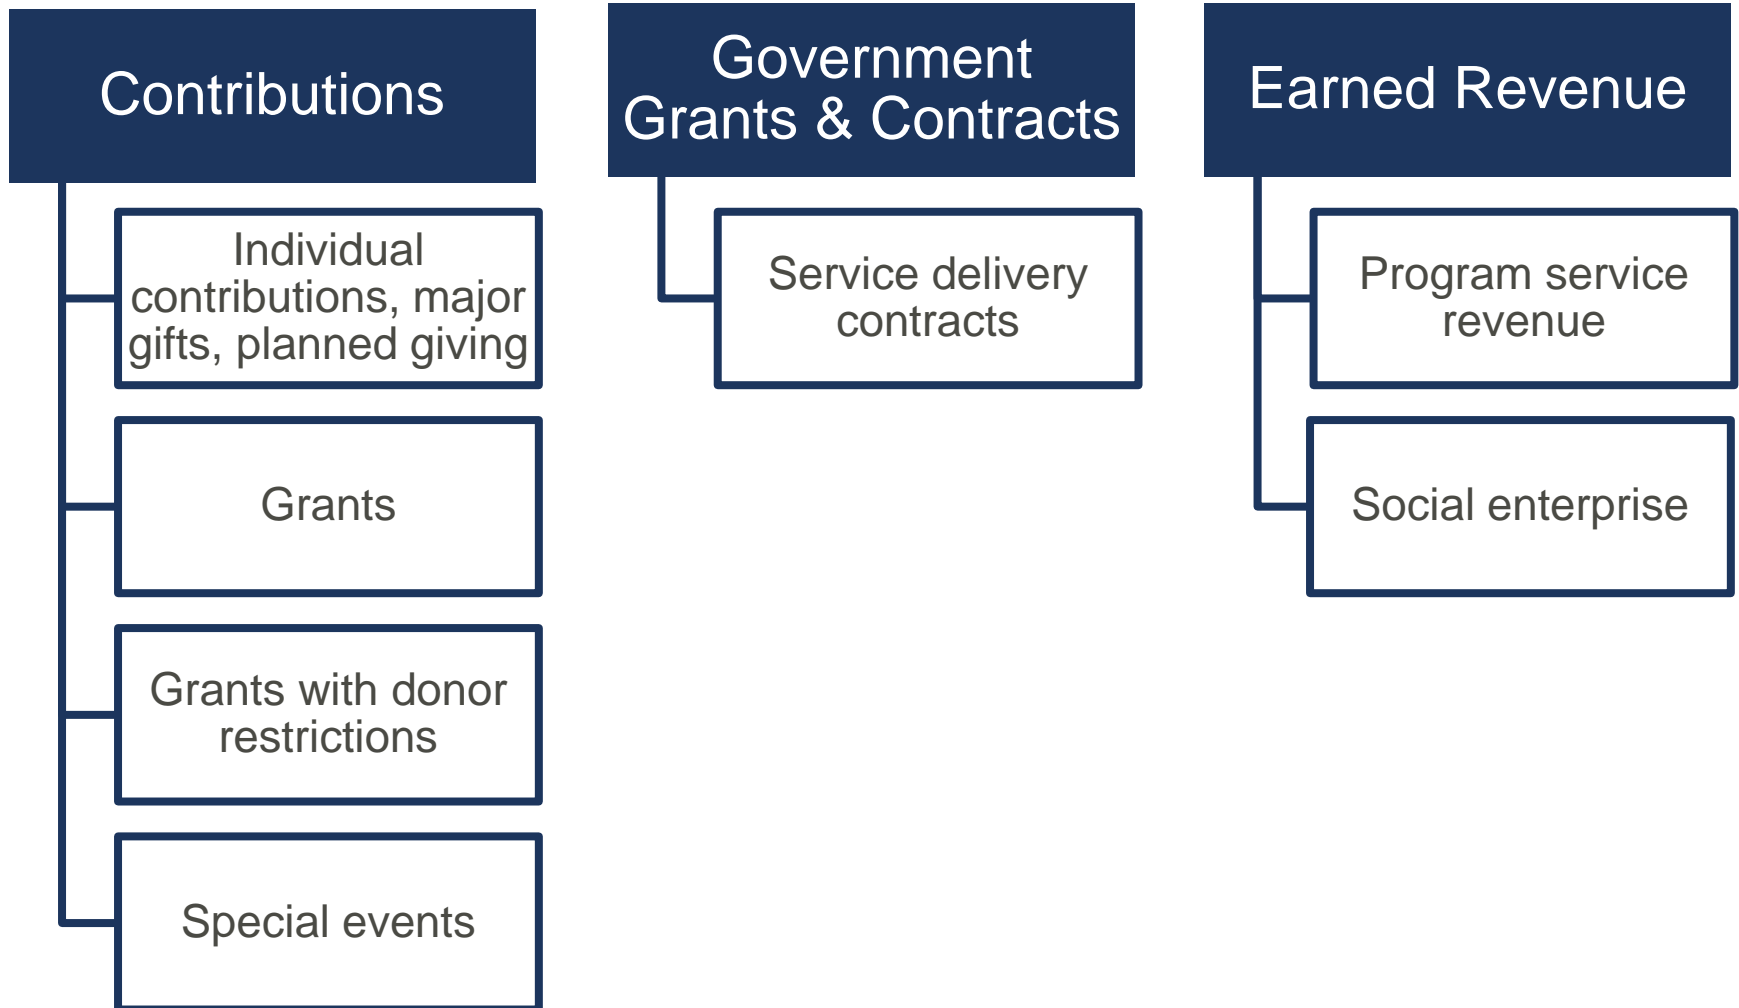 Contributions
Individual
contributions, major
gifts, planned giving
Grants
Grants with donor
restrictions
Special events
Government
Grants & Contracts
Service delivery
contracts
Earned Revenue
Program service
revenue
Social enterprise